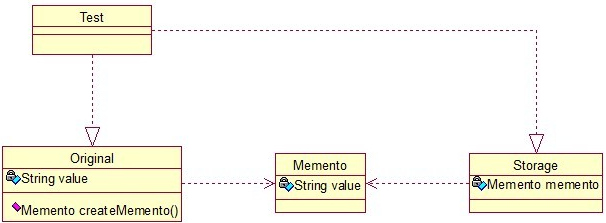 Test
Original
String value
Memento createMemento()
Memento
String value
Storage
Memento memento